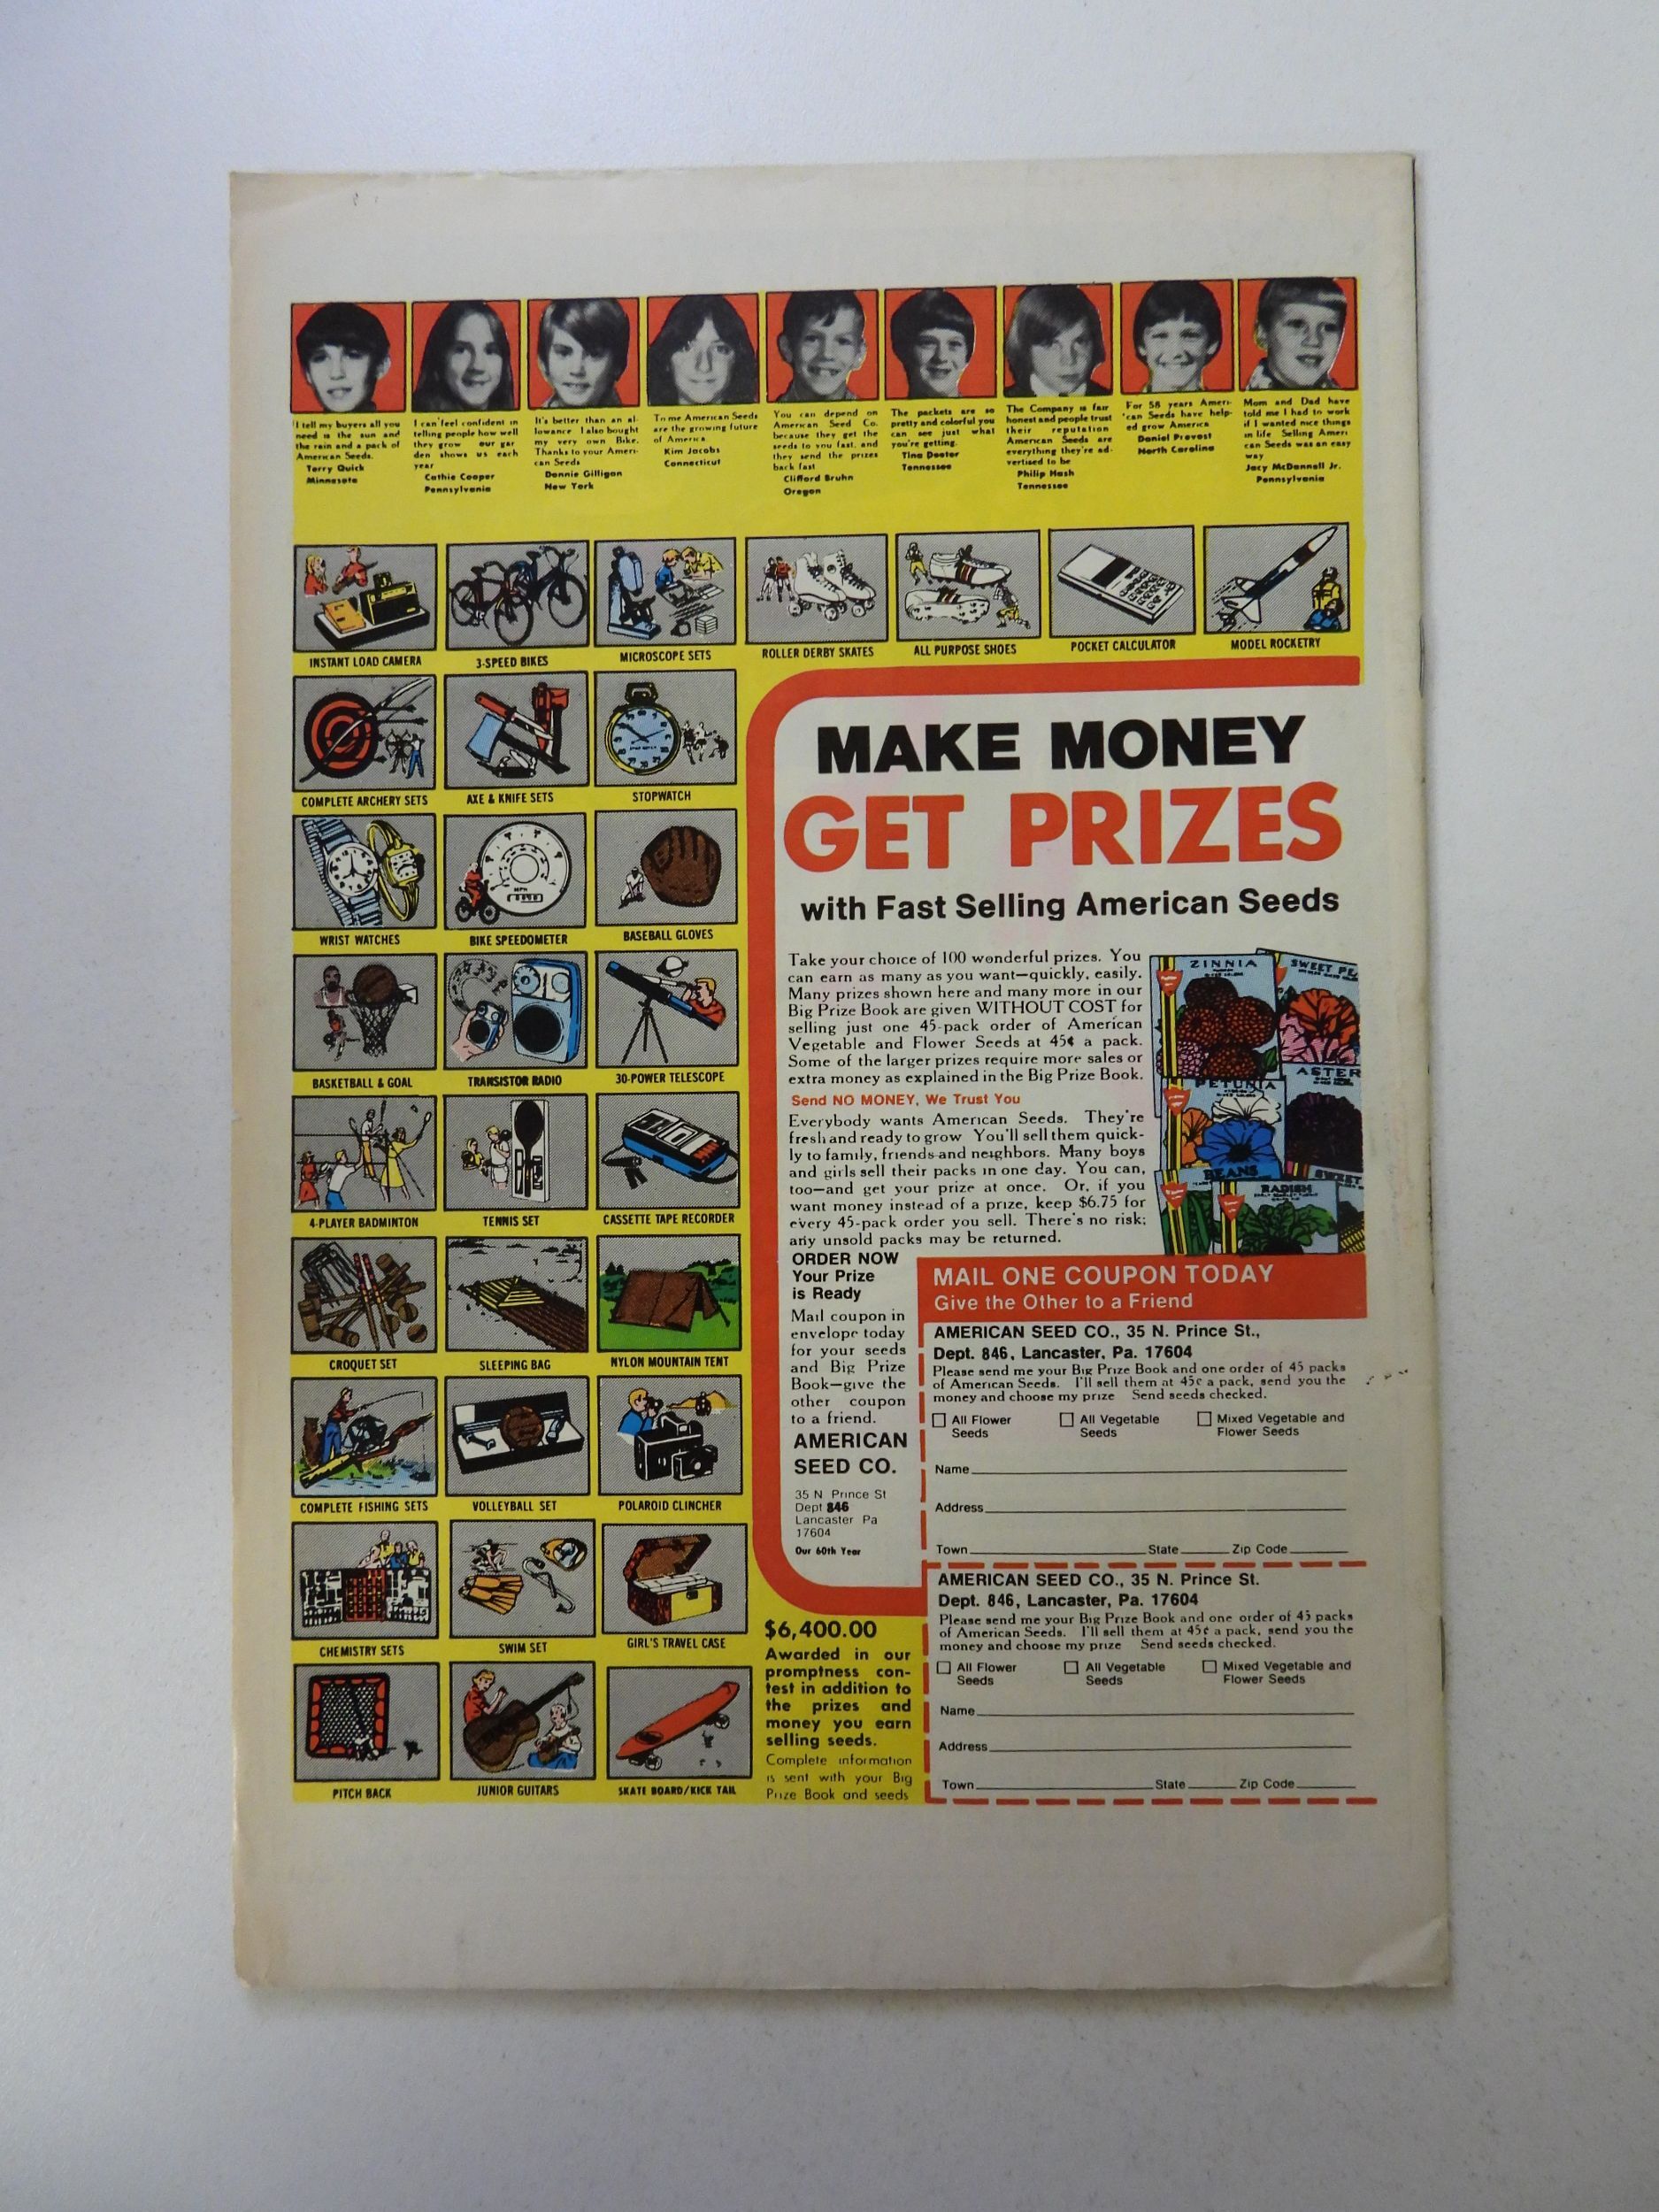 I tell my buyers all you
need is the sun and
the rain and a pack of
American Seeds.
Terry Quick
Minnesota
I can feel confident in
telling people how well
they grow our gar
den shows us each
year
Cathie Cooper
Pennsylvania
It's better than an al-
lowance I also bought
my very own Bike.
Thanks to your Ameri-
can Seeds
Donnie Gilligan
New York
To me American Seeds
are the growing future
of America
Kim Jacobs
Connecticut
You can depend on
American Seed Co.
because they get the
seeds to you fast, and
they send the prizes
back fast
Clifford Bruhn
Oregon
The packets are so
pretty and colorful you
can see just what
you're getting.
Tina
Tennessee
The Company is fair
honest and people trust
their reputation
American Seeds are
everything they're ad-
vertised to be
Philip Hash
Tennessee
For 58 years Ameri-
can Seeds have help-
ed grow America
Daniel Provost
North Carolina
Mom and Dad have
told me I had to work
if I wanted nice things
in life Selling Ameri
can Seeds was an easy
way
Jacy McDannall Jr.
Pennsylvania
INSTANT LOAD CAMERA
3-SPEED BIKES
MICROSCOPE SETS
ROLLER DERBY SKATES
ALL PURPOSE SHOES
POCKET CALCULATOR
MODEL ROCKETRY
COMPLETE ARCHERY SETS
AXE & KNIFE SETS
STOPWATCH
WRIST WATCHES
MPH
BIKE SPEEDOMETER
BASEBALL GLOVES
BASKETBALL & GOAL
TRANSISTOR RADIO
30-POWER TELESCOPE
4-PLAYER BADMINTON
TENNIS SET
CASSETTE TAPE RECORDER
CROQUET SET
SLEEPING BAG
NYLON MOUNTAIN TENT
COMPLETE FISHING SETS
VOLLEYBALL SET
POLAROID CLINCHER
CHEMISTRY SETS
SWIM SET
GIRL'S TRAVEL CASE
PITCH BACK
JUNIOR GUITARS
SKATE BOARD/KICK TAIL
MAKE MONEY
GET PRIZES
with Fast Selling American Seeds
Take your choice of 100 wonderful prizes. You
can earn as many as you want—quickly, easily.
Many prizes shown here and many more in our
Big Prize Book are given WITHOUT COST for
selling just one 45-pack order of American
Vegetable and Flower Seeds at 45¢ a pack.
Some of the larger prizes require more sales or
extra money as explained in the Big Prize Book.
Send NO MONEY, We Trust You
Everybody wants American Seeds. They're
fresh and ready to grow You'll sell them quick-
ly to family, friends and neighbors. Many boys
and girls sell their packs in one day. You can,
too—and get your prize at once. Or, if you
want money instead of a prize, keep $6.75 for
every 45-pack order you sell. There's no risk;
any unsold packs may be returned.
ZINNIA
SWEET PE
ASTER
PETUNIA
BEANS
RADISH
SWEET
ORDER NOW
Your Prize
is Ready
Mail coupon in
envelope today
for your seeds
and Big Prize
Book—give the
other coupon
to a friend.
AMERICAN
SEED CO.
35 N Prince St
Dept 846
Lancaster Pa
17604
Our 60th Year
MAIL ONE COUPON TODAY
Give the Other to a Friend
AMERICAN SEED CO., 35 N. Prince St.,
Dept. 846, Lancaster, Pa. 17604
Please send me your Big Prize Book and one order of 45 packs
of American Seeds. I'll sell them at 45¢ a pack, send you the
money and choose my prize Send seeds checked.
All Flower Seeds
All Vegetable Seeds
Mixed Vegetable and Flower Seeds
Name
Address
Town State Zip Code
AMERICAN SEED CO., 35 N. Prince St.
Dept. 846, Lancaster, Pa. 17604
Please send me your Big Prize Book and one order of 45 packs
of American Seeds. I'll sell them at 45¢ a pack, send you the
money and choose my prize Send seeds checked.
All Flower Seeds
All Vegetable Seeds
Mixed Vegetable and Flower Seeds
Name
Address
Town State Zip Code
$6,400.00
Awarded in our
promptness con-
test in addition to
the prizes and
money you earn
selling seeds.
Complete information
is sent with your Big
Prize Book and seeds